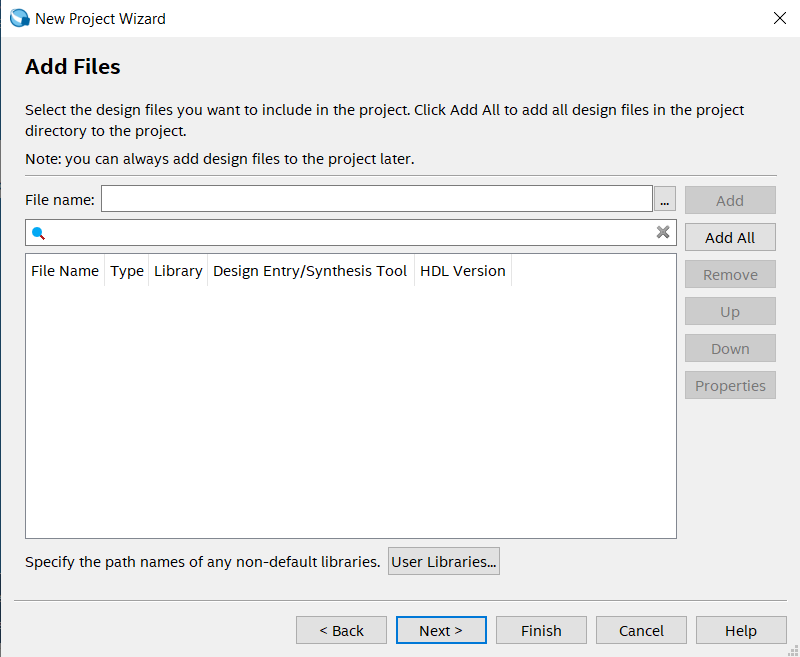 New Project Wizard
Add Files
Select the design files you want to include in the project. Click Add All to add all design files in the project
directory to the project.
Note: you can always add design files to the project later.
File name:
...
Add
Add All
File Name Type Library Design Entry/Synthesis Tool HDL Version
Remove
Up
Down
Properties
Specify the path names of any non-default libraries. User Libraries...
< Back Next > Finish Cancel Help